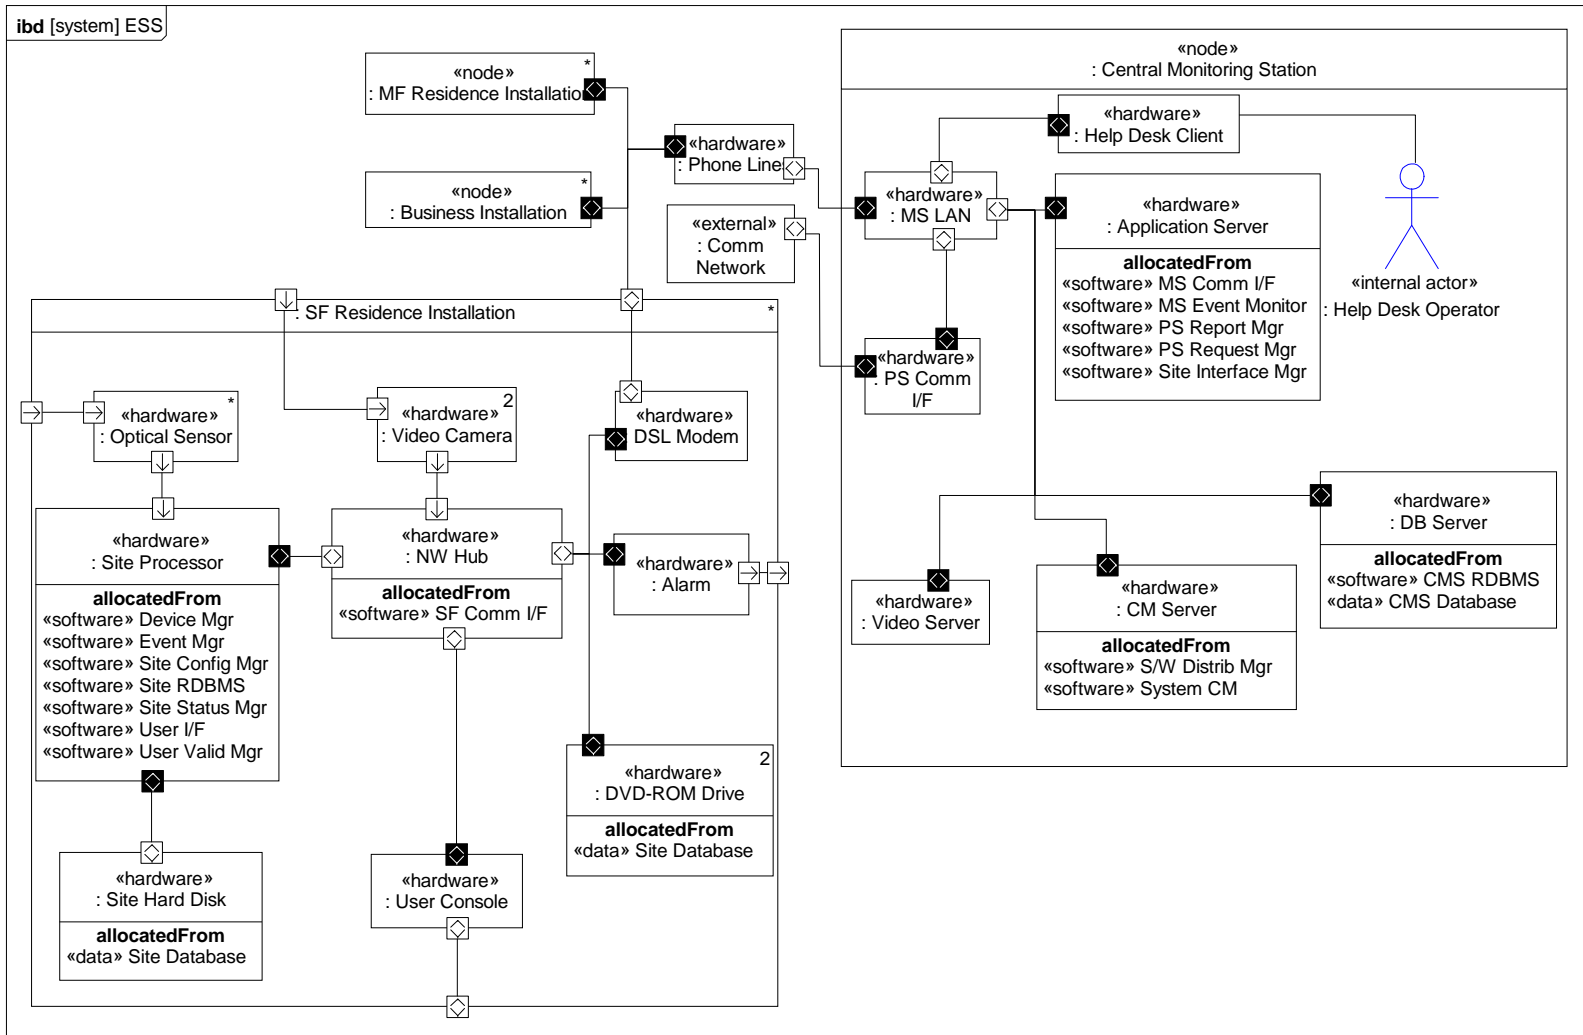 ibd [system] ESS
«node»
: MF Residence Installation
*
«node»
: Business Installation
*
«hardware»
: Phone Lines
«external»
: Comm
Network
«node»
: Central Monitoring Station
«hardware»
: Help Desk Client
«hardware»
: MS LAN
«hardware»
: Application Server
allocatedFrom
«software» MS Comm I/F
«software» MS Event Monitor
«software» PS Report Mgr
«software» PS Request Mgr
«software» Site Interface Mgr
«internal actor»
: Help Desk Operator
«hardware»
: PS Comm
I/F
«hardware»
: DB Server
allocatedFrom
«software» CMS RDBMS
«data» CMS Database
«hardware»
: Video Server
«hardware»
: CM Server
allocatedFrom
«software» S/W Distrib Mgr
«software» System CM
: SF Residence Installation
*
«hardware»
: Optical Sensor
*
«hardware»
: Video Camera
2
«hardware»
: DSL Modem
«hardware»
: Site Processor
allocatedFrom
«software» Device Mgr
«software» Event Mgr
«software» Site Config Mgr
«software» Site RDBMS
«software» Site Status Mgr
«software» User I/F
«software» User Valid Mgr
«hardware»
: NW Hub
allocatedFrom
«software» SF Comm I/F
«hardware»
: Alarm
«hardware»
: DVD-ROM Drive
2
allocatedFrom
«data» Site Database
«hardware»
: Site Hard Disk
allocatedFrom
«data» Site Database
«hardware»
: User Console